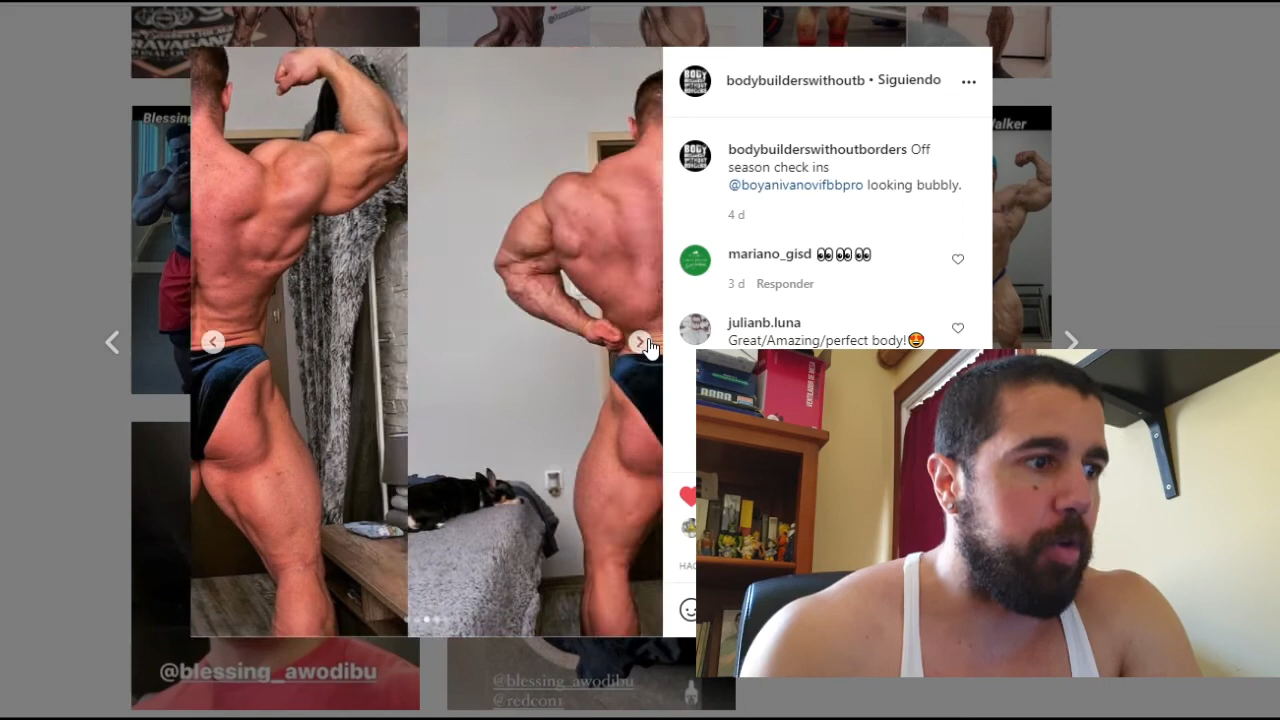 bodybuilderswithoutb • Siguiendo
bodybuilderswithoutborders Off
season check ins
@boyanivanovifbbpro looking bubbly.
4 d
mariano_gisd 👀👀👀
3 d Responder
julianb.luna
Great/Amazing/perfect body!🤩
Blessing
alker
@blessing_awodibu
@blessing_awodibu
@redcon1